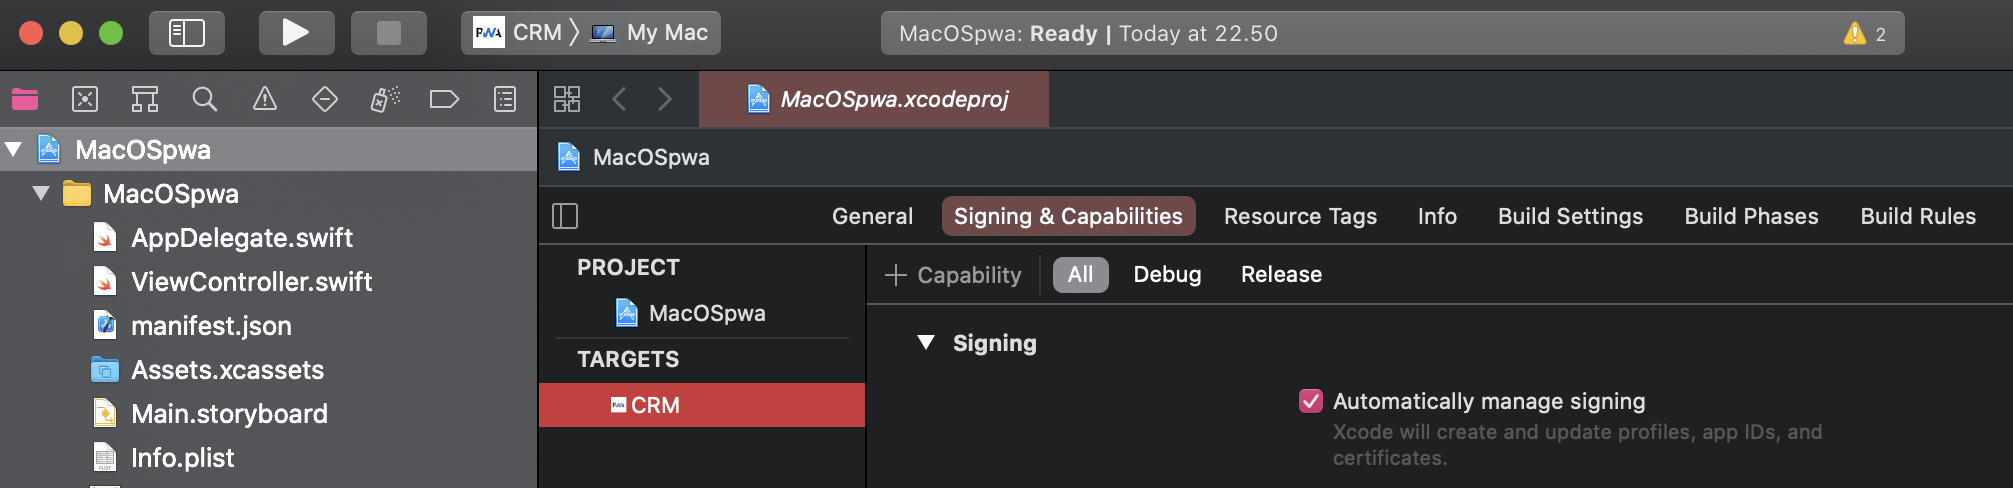 PWA CRM My Mac
MacOSpwa: Ready | Today at 22.50
2
MacOSpwa.xcodeproj
MacOSpwa
MacOSpwa
AppDelegate.swift
ViewController.swift
manifest.json
Assets.xcassets
Main.storyboard
PLIST Info.plist
MacOSpwa
General Signing & Capabilities Resource Tags Info Build Settings Build Phases Build Rules
PROJECT
MacOSpwa
TARGETS
PWA CRM
+ Capability All Debug Release
Signing
Automatically manage signing
Xcode will create and update profiles, app IDs, and
certificates.